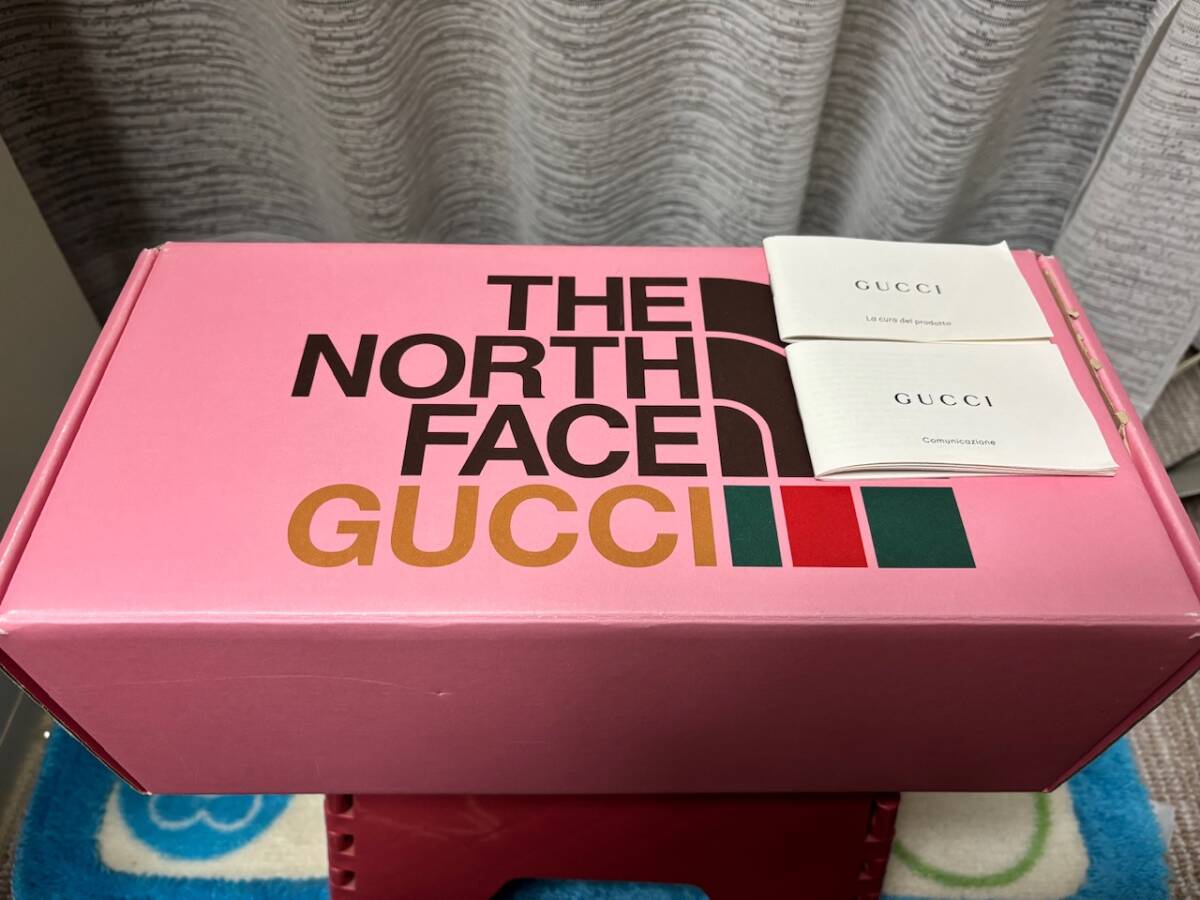 THE
NORTH
FACE
GUCCI
GUCCI
La cura del prodotto
GUCCI
Comunicazione